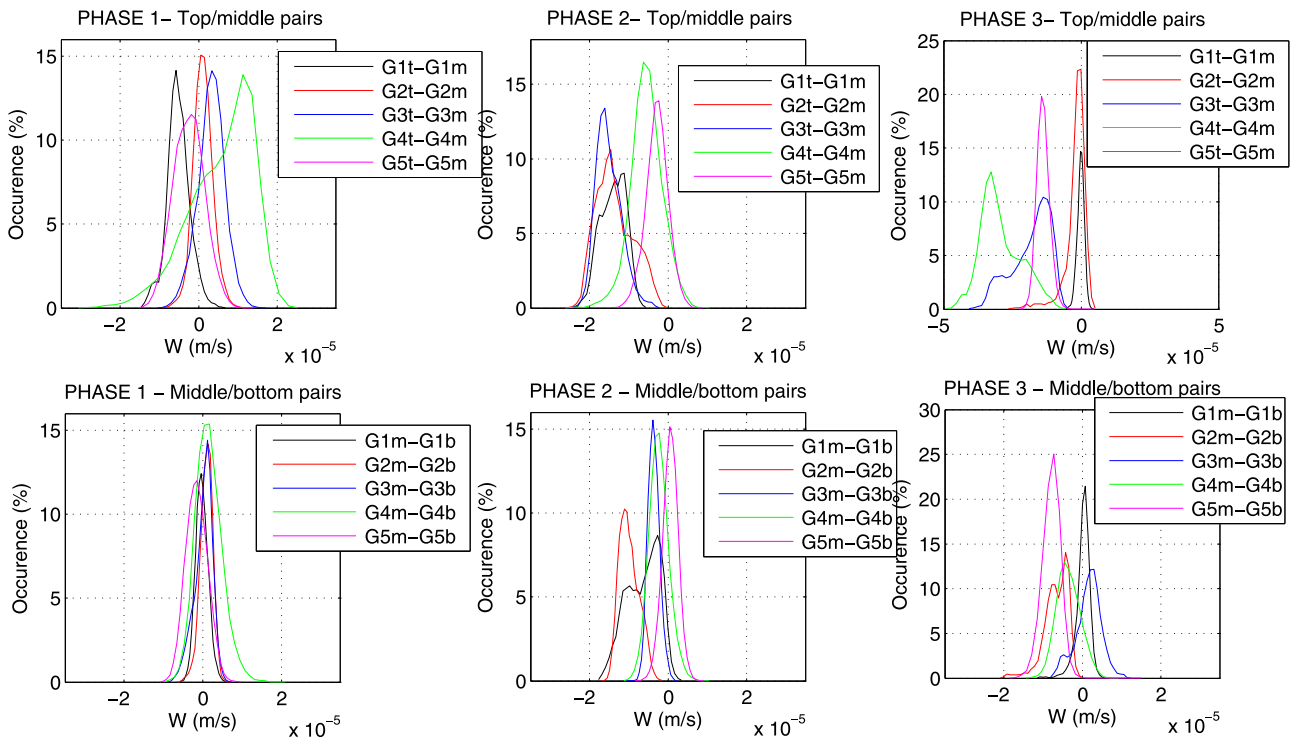 PHASE 1– Top/middle pairs
15
10
5
0
Occurence (%)
−2
0
2
W (m/s)
x 10⁻⁵
G1t−G1m
G2t−G2m
G3t−G3m
G4t−G4m
G5t−G5m
PHASE 2– Top/middle pairs
15
10
5
0
Occurence (%)
−2
0
2
W (m/s)
x 10⁻⁵
G1t−G1m
G2t−G2m
G3t−G3m
G4t−G4m
G5t−G5m
PHASE 3– Top/middle pairs
25
20
15
10
5
0
Occurence (%)
−5
0
5
W (m/s)
x 10⁻⁵
G1t−G1m
G2t−G2m
G3t−G3m
G4t−G4m
G5t−G5m
PHASE 1 – Middle/bottom pairs
15
10
5
0
Occurence (%)
−2
0
2
W (m/s)
x 10⁻⁵
G1m−G1b
G2m−G2b
G3m−G3b
G4m−G4b
G5m−G5b
PHASE 2 – Middle/bottom pairs
15
10
5
0
Occurence (%)
−2
0
2
W (m/s)
x 10⁻⁵
G1m−G1b
G2m−G2b
G3m−G3b
G4m−G4b
G5m−G5b
PHASE 3 – Middle/bottom pairs
30
25
20
15
10
5
0
Occurence (%)
−2
0
2
W (m/s)
x 10⁻⁵
G1m−G1b
G2m−G2b
G3m−G3b
G4m−G4b
G5m−G5b